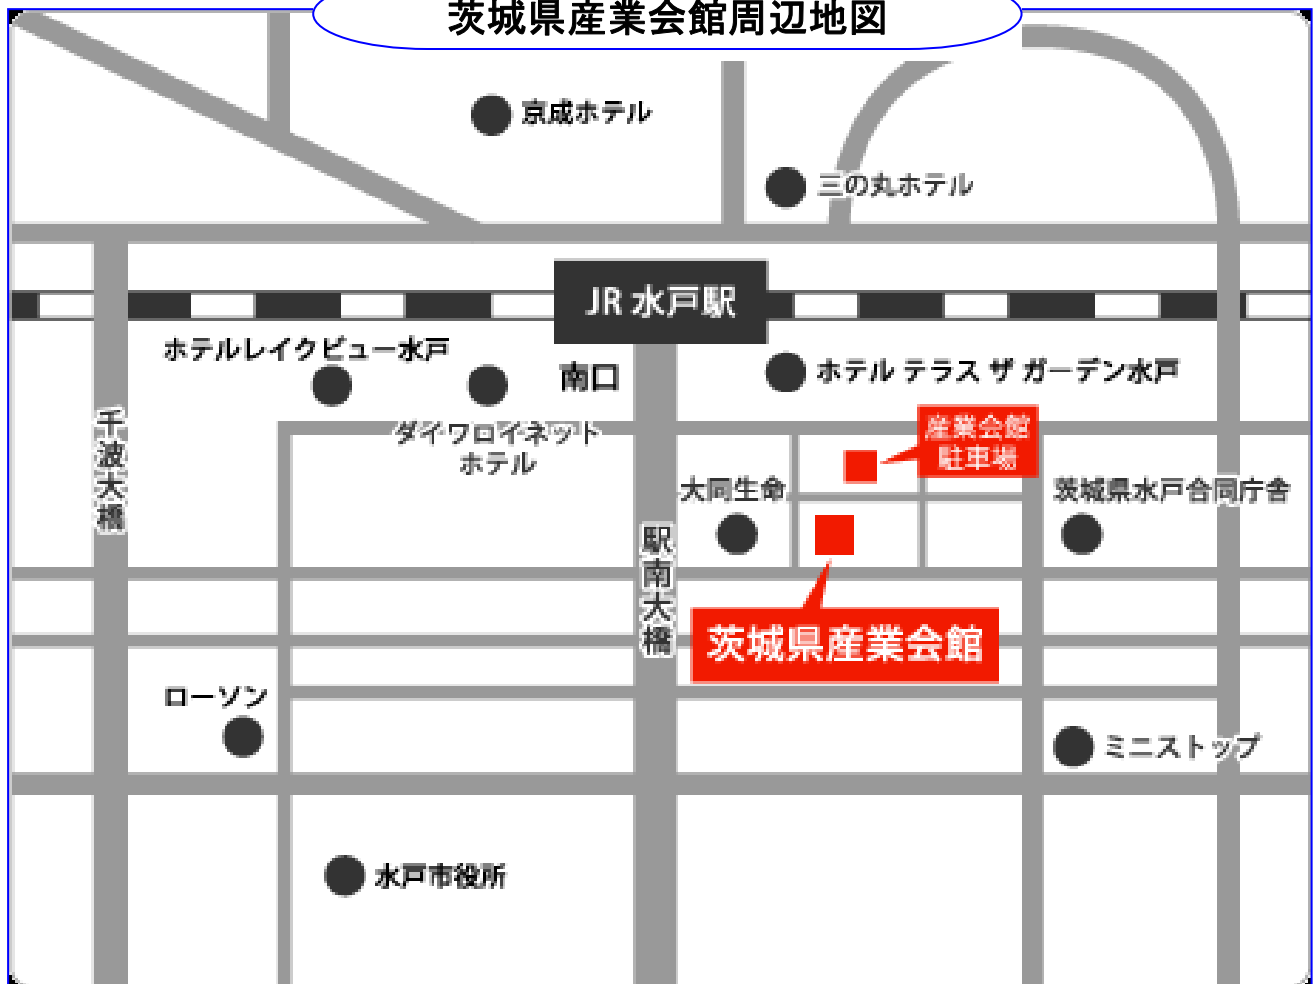 茨城県産業会館周辺地図
京成ホテル
三の丸ホテル
JR 水戸駅
ホテルレイクビュー水戸
南口
ホテル テラス ザ ガーデン水戸
千波大橋
ダイワロイネット
ホテル
産業会館
駐車場
大同生命
茨城県水戸合同庁舎
駅南大橋
茨城県産業会館
ローソン
ミニストップ
水戸市役所